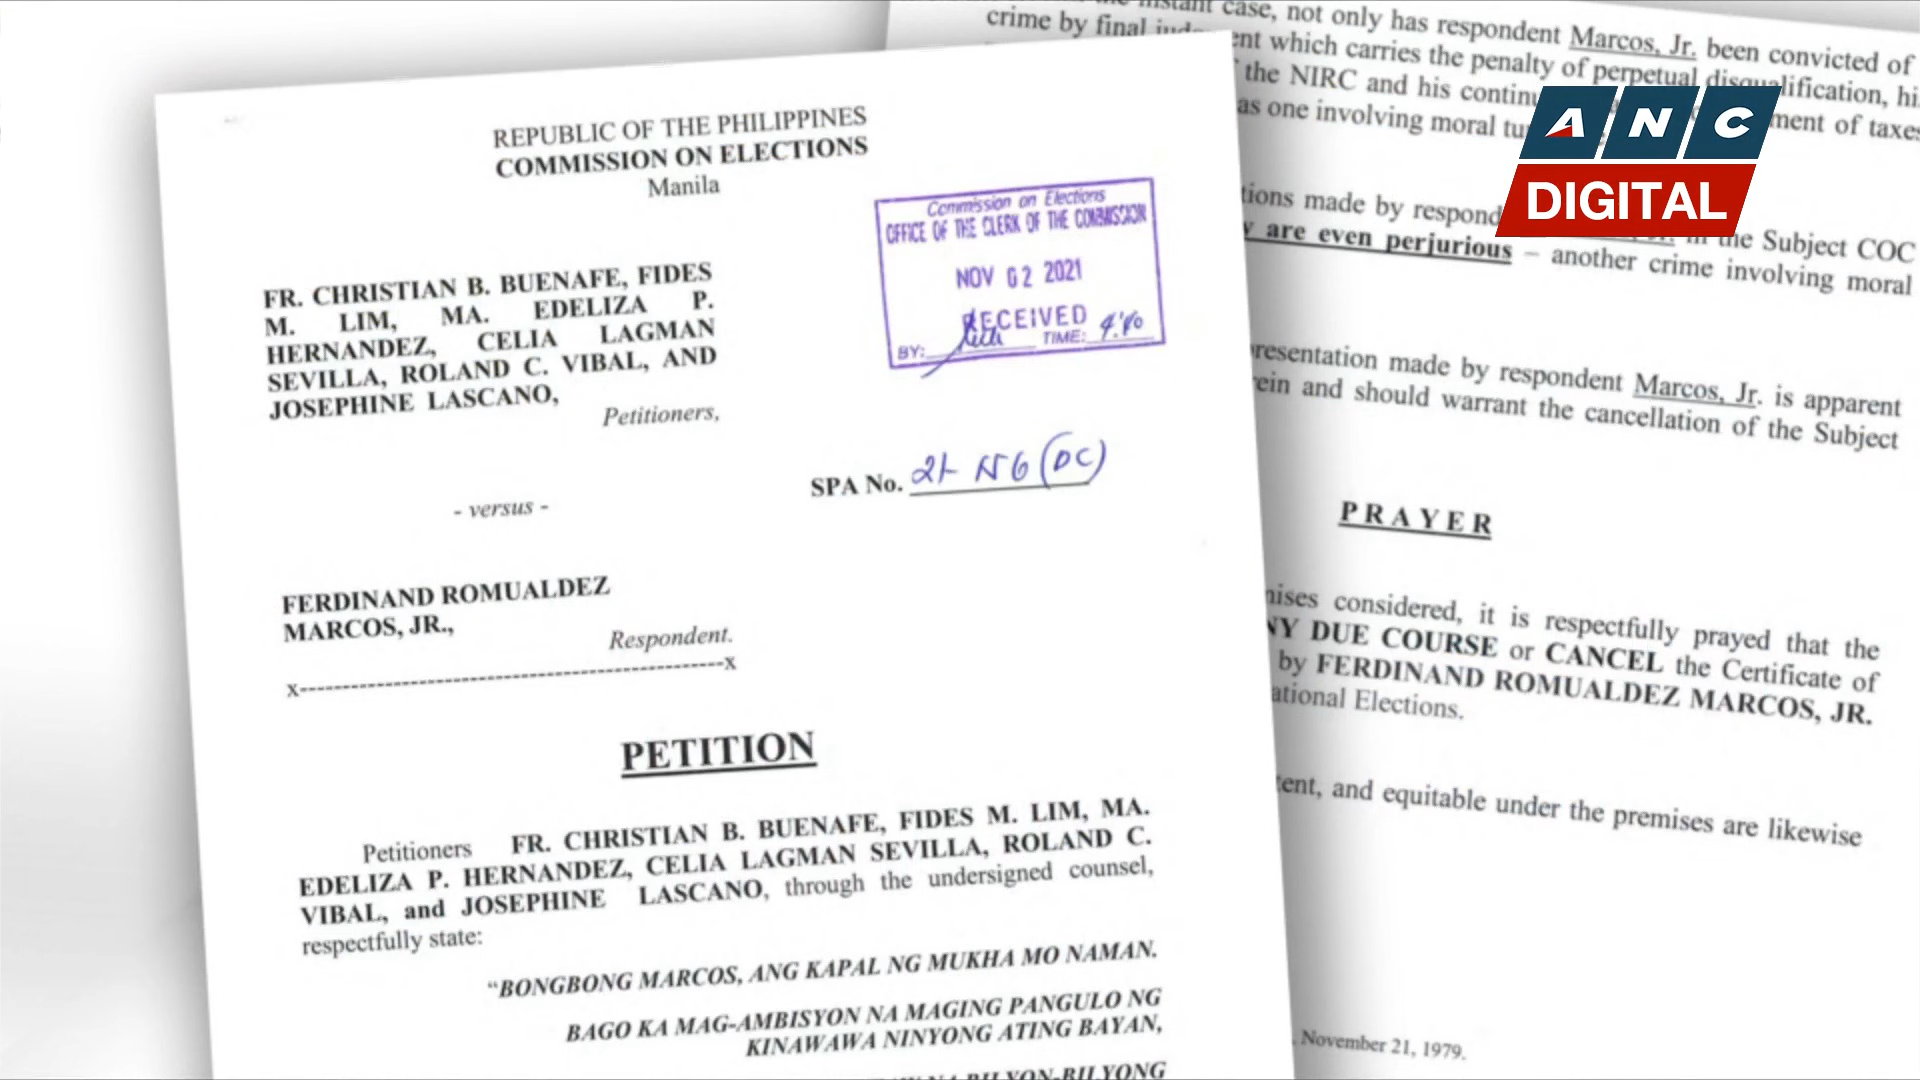 REPUBLIC OF THE PHILIPPINES
COMMISSION ON ELECTIONS
Manila
Commission on Elections
OFFICE OF THE CLERK OF THE COMMISSION
NOV 02 2021
RECEIVED
BY: TIME:
FR. CHRISTIAN B. BUENAFE, FIDES
M. LIM, MA. EDELIZA P.
HERNANDEZ, CELIA LAGMAN
SEVILLA, ROLAND C. VIBAL, AND
JOSEPHINE LASCANO,
Petitioners,
- versus -
SPA No. 21- (DC)
FERDINAND ROMUALDEZ
MARCOS, JR.,
Respondent.
x--------------------------------------------------x
PETITION
Petitioners FR. CHRISTIAN B. BUENAFE, FIDES M. LIM, MA.
EDELIZA P. HERNANDEZ, CELIA LAGMAN SEVILLA, ROLAND C.
VIBAL, and JOSEPHINE LASCANO, through the undersigned counsel,
respectfully state:
“BONGBONG MARCOS, ANG KAPAL NG MUKHA MO NAMAN.
BAGO KA MAG-AMBISYON NA MAGING PANGULO NG
KINAWAWA NINYONG ATING BAYAN,
NA BILYON-BILYONG
instant case, not only has respondent Marcos, Jr. been convicted of
crime by final which carries the penalty of perpetual disqualification,
the NIRC and his of taxes
as one involving moral
made by the Subject COC
are even perjurious – another crime involving moral
made by respondent Marcos, Jr. is apparent
and should warrant the cancellation of the Subject
PRAYER
considered, it is respectfully prayed that the
DUE COURSE or CANCEL the Certificate of
by FERDINAND ROMUALDEZ MARCOS, JR.
Elections.
and equitable under the premises are likewise
November 21, 1979.
ANC
DIGITAL